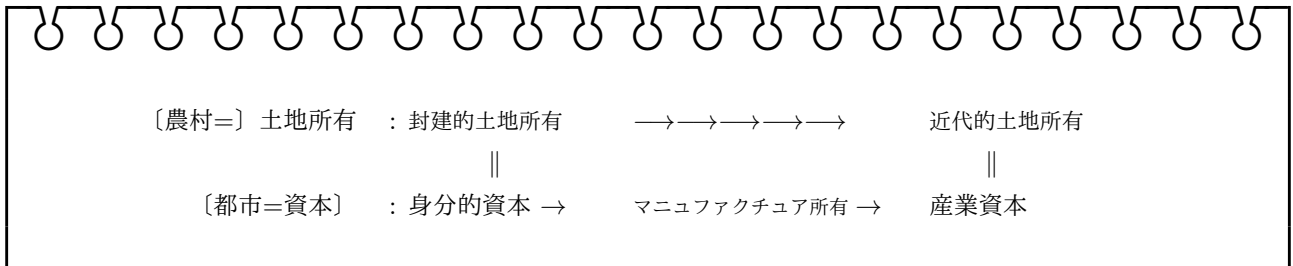 〔農村=〕土地所有 : 封建的土地所有 ⟶⟶⟶⟶⟶ 近代的土地所有
‖ ‖
〔都市=資本〕 : 身分的資本 → マニュファクチュア所有 → 産業資本